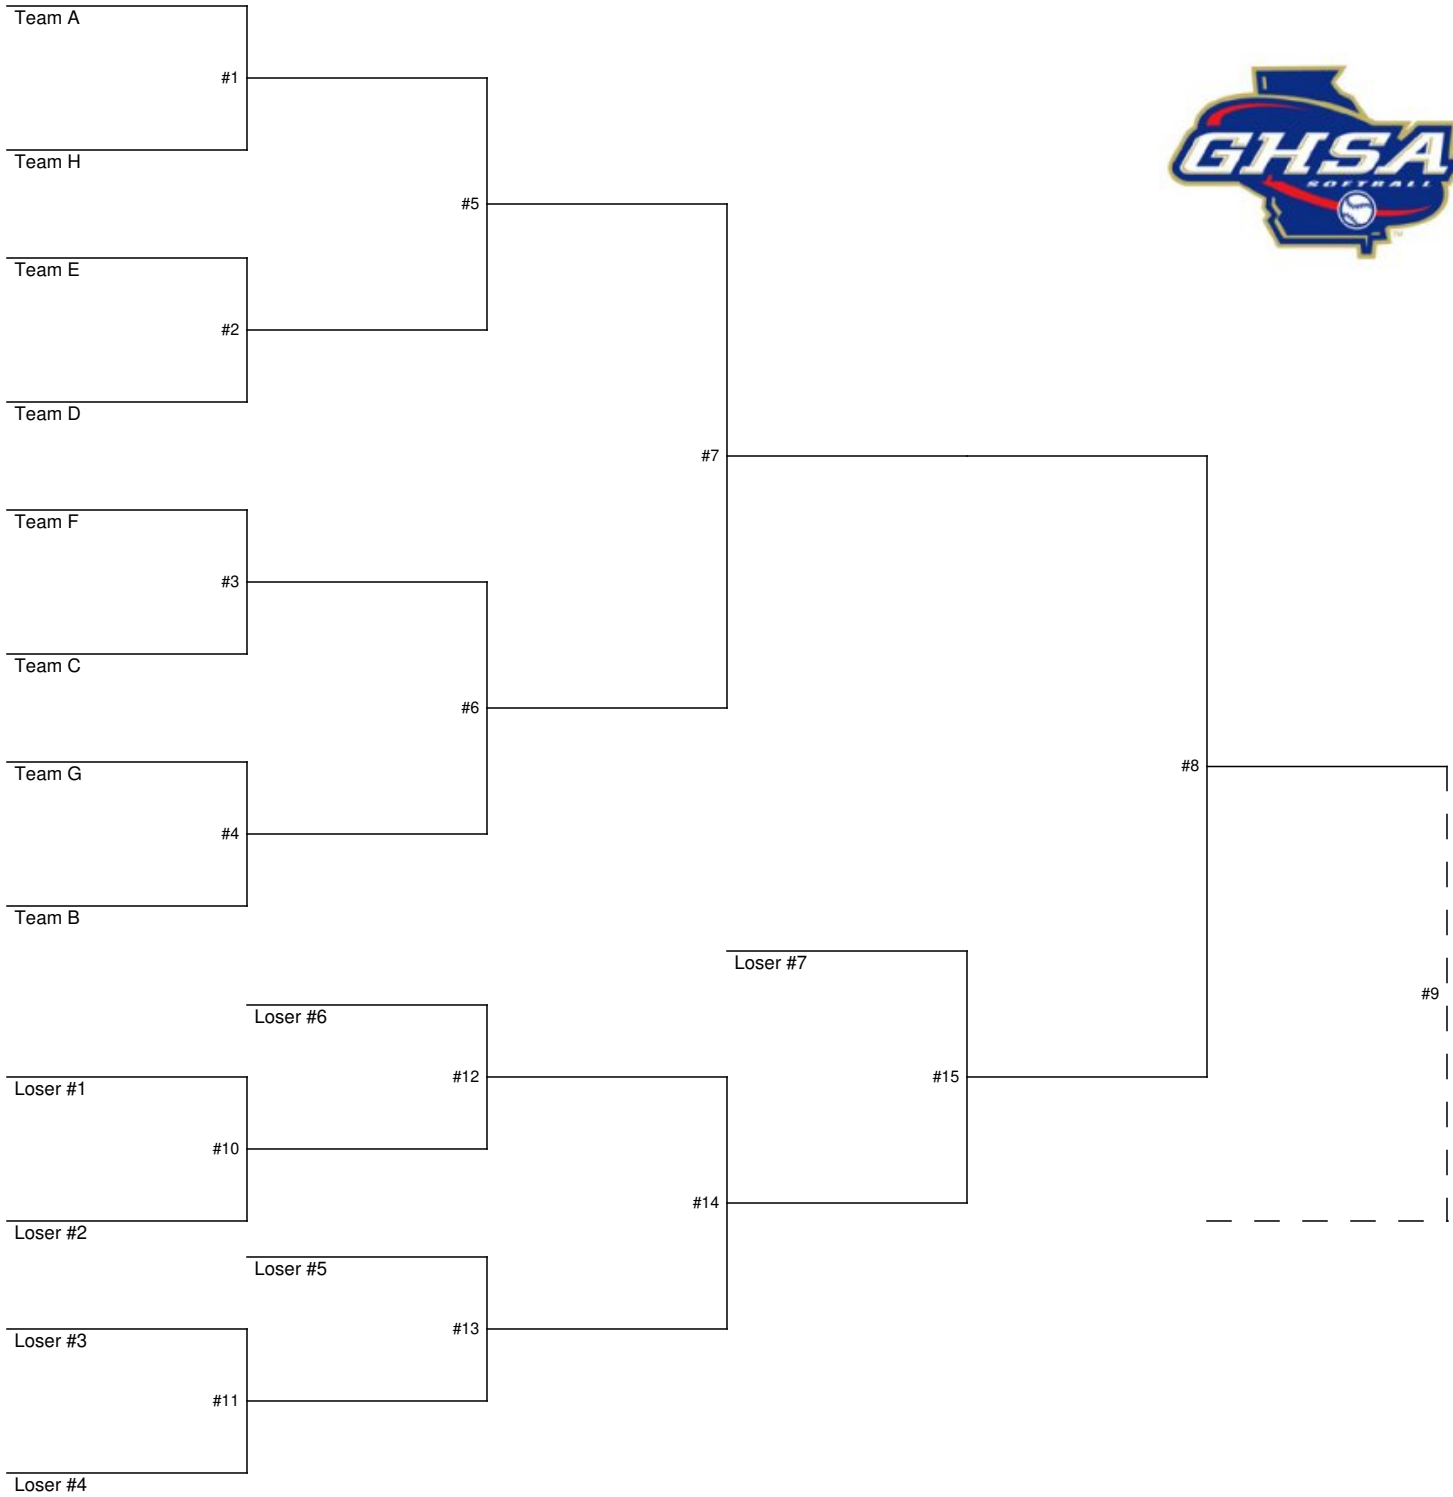 Team A
#1
Team H
#5
Team E
#2
Team D
#7
Team F
#3
Team C
#6
Team G
#4
Team B
#8
Loser #7
#9
Loser #6
#12
#15
Loser #1
#10
#14
Loser #2
Loser #5
#13
Loser #3
#11
Loser #4
GHSA
SOFTBALL
TM